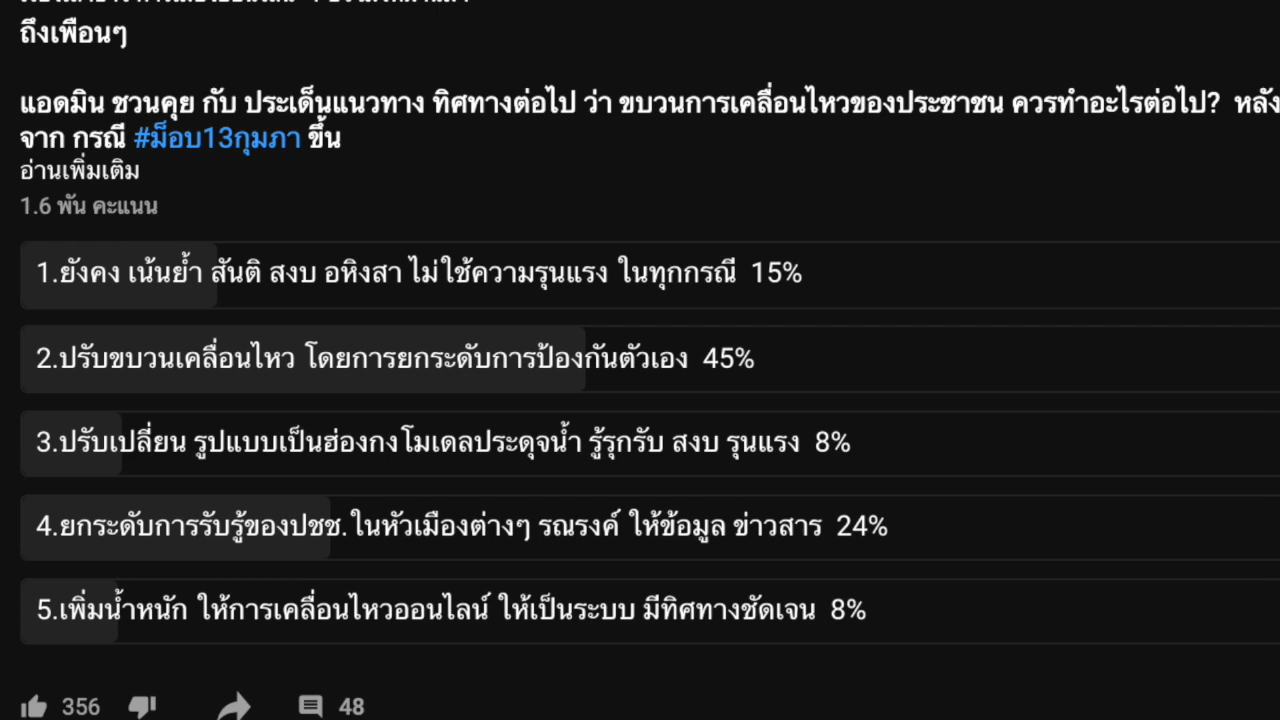 ถึงเพื่อนๆ
แอดมิน ชวนคุย กับ ประเด็นแนวทาง ทิศทางต่อไป ว่า ขบวนการเคลื่อนไหวของประชาชน ควรทำอะไรต่อไป? หลัง
จาก กรณี #ม็อบ13กุมภา ขึ้น
อ่านเพิ่มเติม
1.6 พัน คะแนน
1.ยังคง เน้นย้ำ สันติ สงบ อหิงสา ไม่ใช้ความรุนแรง ในทุกกรณี 15%
2.ปรับขบวนเคลื่อนไหว โดยการยกระดับการป้องกันตัวเอง 45%
3.ปรับเปลี่ยน รูปแบบเป็นฮ่องกงโมเดลประดุจน้ำ รู้รุกรับ สงบ รุนแรง 8%
4.ยกระดับการรับรู้ของปชช.ในหัวเมืองต่างๆ รณรงค์ ให้ข้อมูล ข่าวสาร 24%
5.เพิ่มน้ำหนัก ให้การเคลื่อนไหวออนไลน์ ให้เป็นระบบ มีทิศทางชัดเจน 8%
356 48